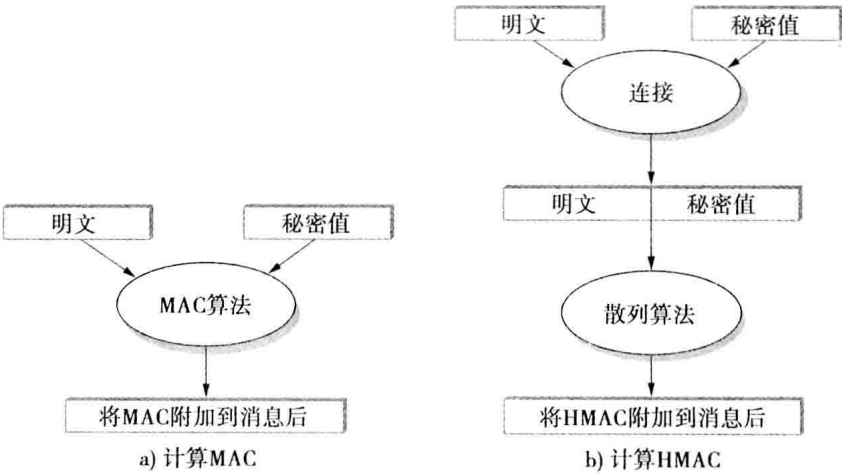 明文
秘密值
MAC算法
将MAC附加到消息后
a) 计算MAC
明文
秘密值
连接
明文
秘密值
散列算法
将HMAC附加到消息后
b) 计算HMAC